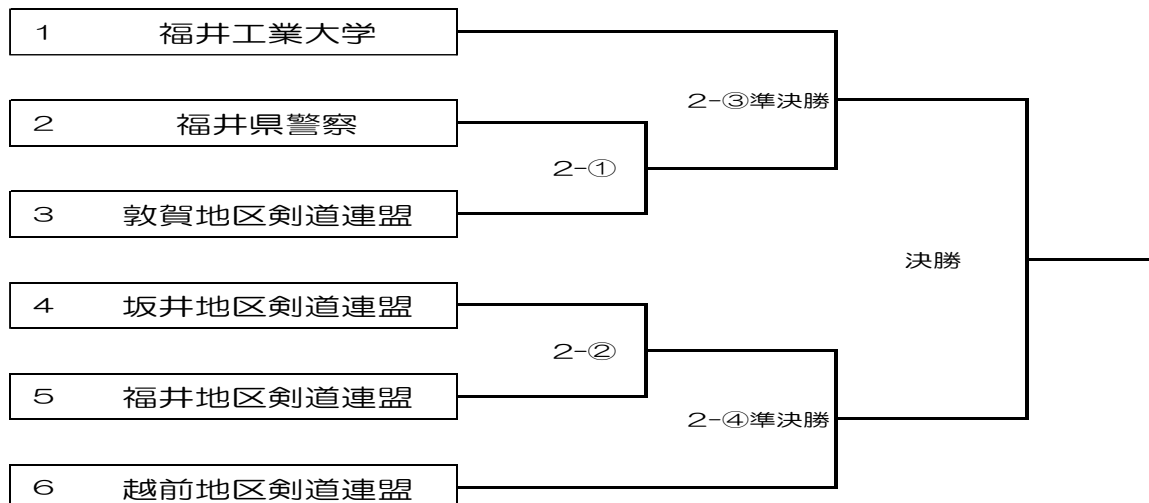 1 福井工業大学
2-③準決勝
2 福井県警察
2-①
3 敦賀地区剣道連盟
決勝
4 坂井地区剣道連盟
2-②
5 福井地区剣道連盟
2-④準決勝
6 越前地区剣道連盟